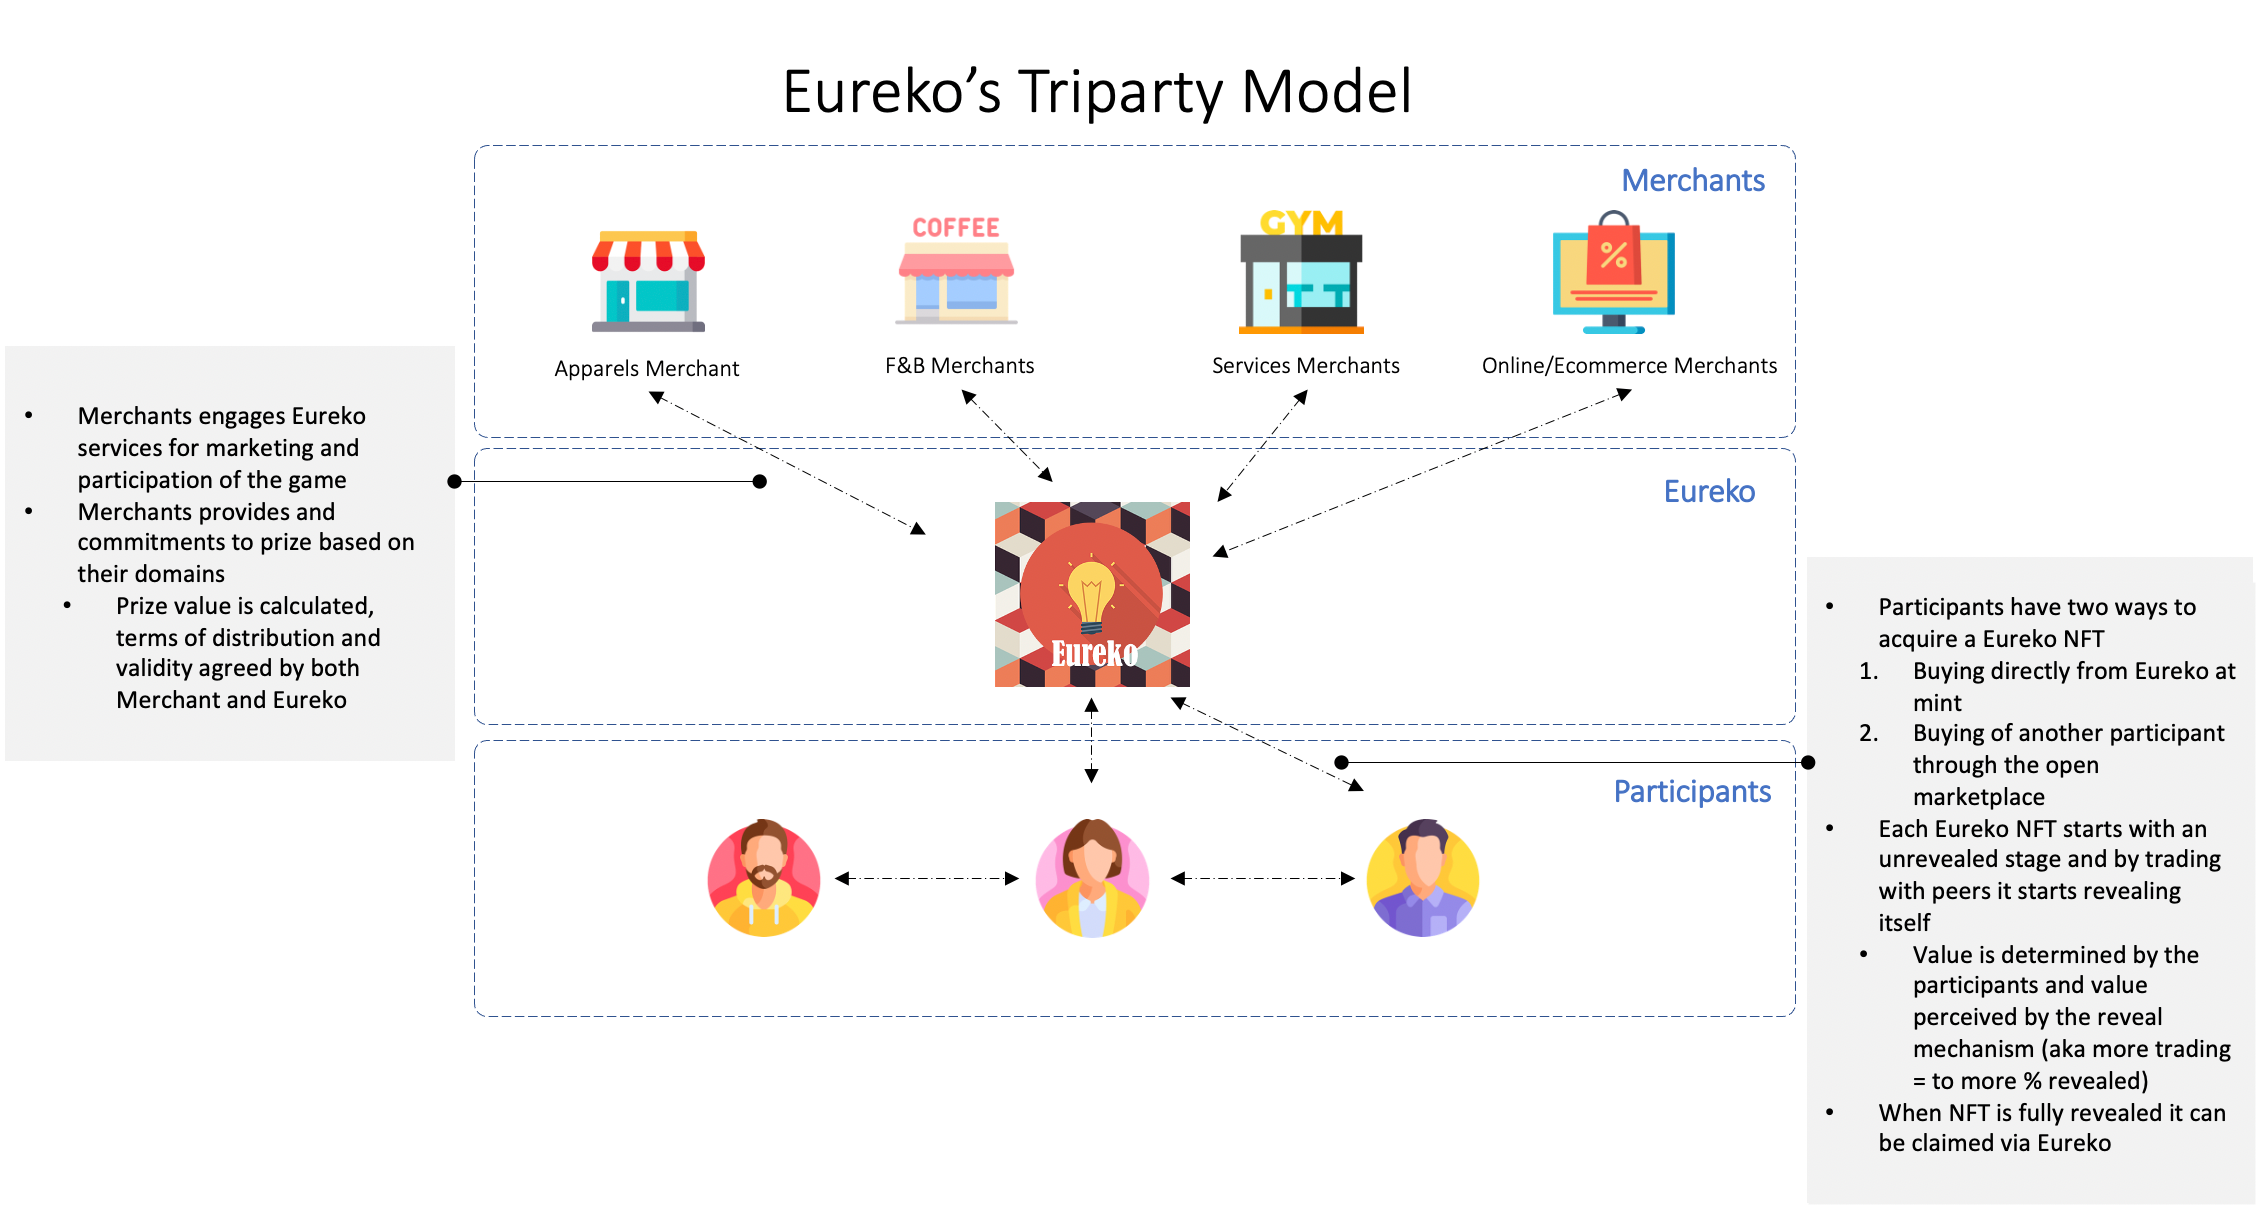 Eureko’s Triparty Model
Merchants
COFFEE
GYM
%
Apparels Merchant
F&B Merchants
Services Merchants
Online/Ecommerce Merchants
• Merchants engages Eureko
services for marketing and
participation of the game
• Merchants provides and
commitments to prize based on
their domains
• Prize value is calculated,
terms of distribution and
validity agreed by both
Merchant and Eureko
Eureko
Eureko
Participants
• Participants have two ways to
acquire a Eureko NFT
1. Buying directly from Eureko at
mint
2. Buying of another participant
through the open
marketplace
• Each Eureko NFT starts with an
unrevealed stage and by trading
with peers it starts revealing
itself
• Value is determined by the
participants and value
perceived by the reveal
mechanism (aka more trading
= to more % revealed)
• When NFT is fully revealed it can
be claimed via Eureko